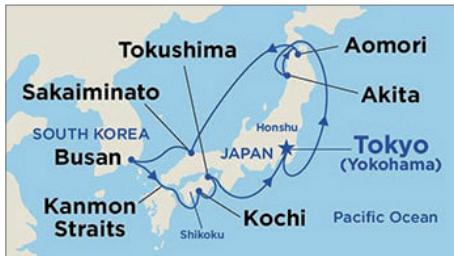 Tokushima
Aomori
Sakaiminato
Akita
SOUTH KOREA
Honshu
Busan
JAPAN
Tokyo
(Yokohama)
Kanmon
Straits
Kochi
Shikoku
Pacific Ocean